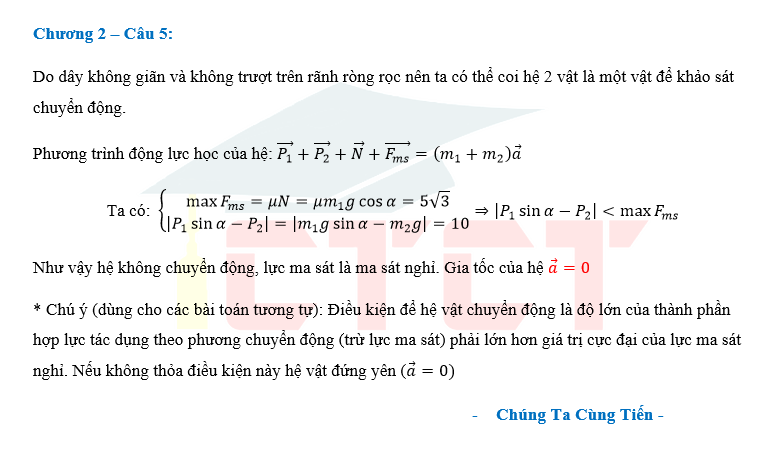 Chương 2 – Câu 5:
Do dây không giãn và không trượt trên rãnh ròng rọc nên ta có thể coi hệ 2 vật là một vật để khảo sát
chuyển động.
Phương trình động lực học của hệ: $\overrightarrow{P_1} + \overrightarrow{P_2} + \vec{N} + \overrightarrow{F_{ms}} = (m_1 + m_2)\vec{a}$
Ta có: $\begin{cases} \max F_{ms} = \mu N = \mu m_1 g \cos \alpha = 5\sqrt{3} \\ |P_1 \sin \alpha - P_2| = |m_1 g \sin \alpha - m_2 g| = 10 \end{cases} \Rightarrow |P_1 \sin \alpha - P_2| < \max F_{ms}$
Như vậy hệ không chuyển động, lực ma sát là ma sát nghỉ. Gia tốc của hệ $\vec{a} = 0$
* Chú ý (dùng cho các bài toán tương tự): Điều kiện để hệ vật chuyển động là độ lớn của thành phần
hợp lực tác dụng theo phương chuyển động (trừ lực ma sát) phải lớn hơn giá trị cực đại của lực ma sát
nghỉ. Nếu không thỏa điều kiện này hệ vật đứng yên ($\vec{a} = 0$)
- Chúng Ta Cùng Tiến -
CTCT